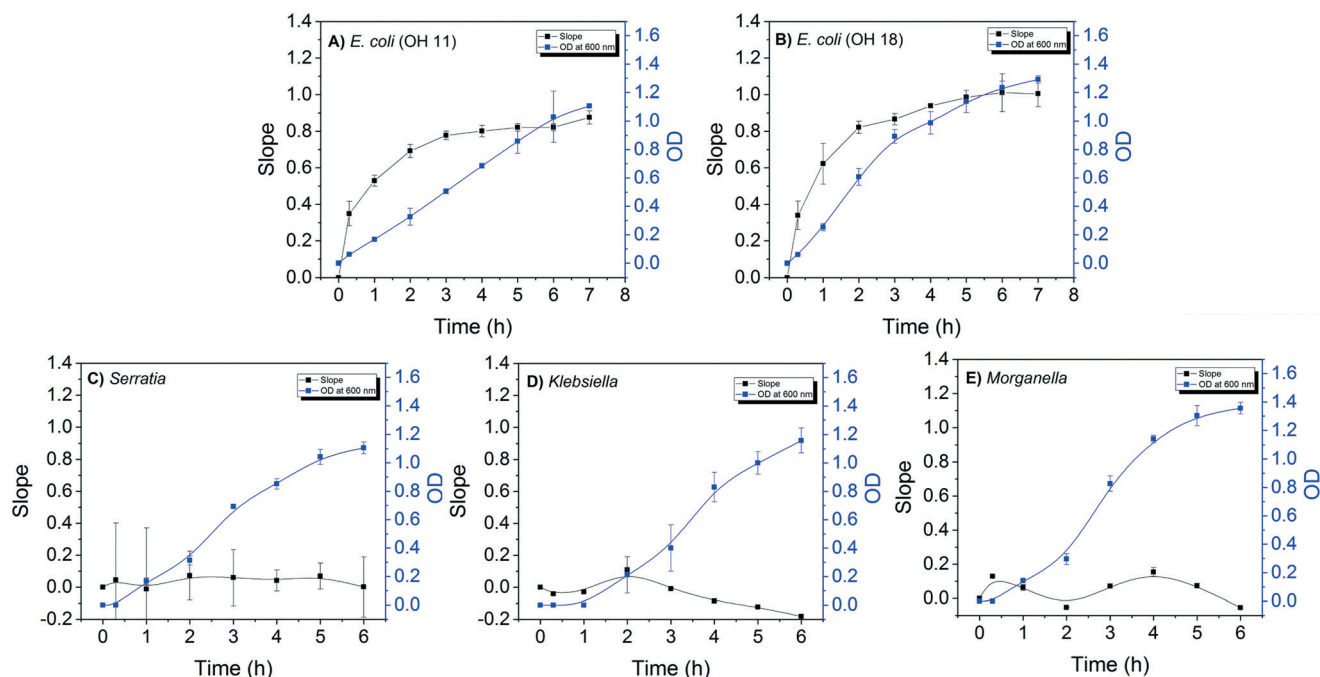 A) E. coli (OH 11)
Slope
OD at 600 nm
1.4
1.2
1.0
0.8
0.6
0.4
0.2
0.0
Slope
1.6
1.4
1.2
1.0
0.8
0.6
0.4
0.2
0.0
OD
0 1 2 3 4 5 6 7 8
Time (h)
B) E. coli (OH 18)
Slope
OD at 600 nm
1.4
1.2
1.0
0.8
0.6
0.4
0.2
0.0
Slope
1.6
1.4
1.2
1.0
0.8
0.6
0.4
0.2
0.0
OD
0 1 2 3 4 5 6 7 8
Time (h)
C) Serratia
Slope
OD at 600 nm
1.4
1.2
1.0
0.8
0.6
0.4
0.2
0.0
-0.2
Slope
1.6
1.4
1.2
1.0
0.8
0.6
0.4
0.2
0.0
OD
0 1 2 3 4 5 6
Time (h)
D) Klebsiella
Slope
OD at 600 nm
1.4
1.2
1.0
0.8
0.6
0.4
0.2
0.0
-0.2
Slope
1.6
1.4
1.2
1.0
0.8
0.6
0.4
0.2
0.0
OD
0 1 2 3 4 5 6
Time (h)
E) Morganella
Slope
OD at 600 nm
1.4
1.2
1.0
0.8
0.6
0.4
0.2
0.0
Slope
1.6
1.4
1.2
1.0
0.8
0.6
0.4
0.2
0.0
OD
0 1 2 3 4 5 6
Time (h)